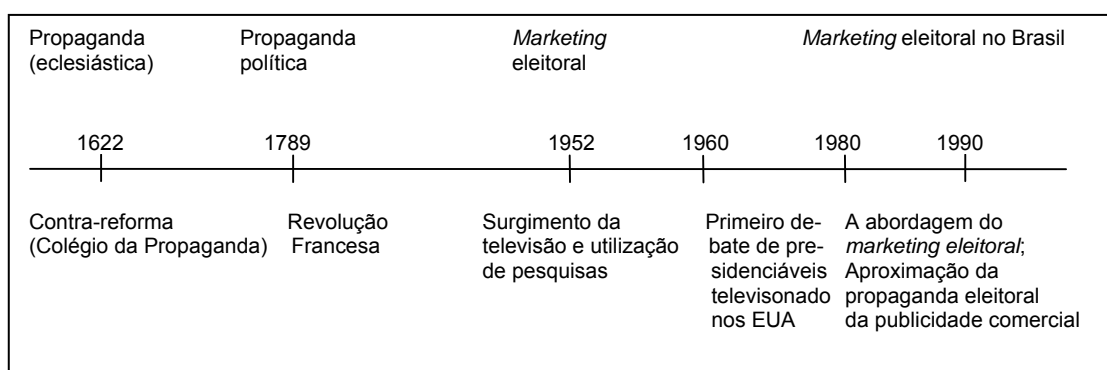 Propaganda
(eclesiástica)
Propaganda
política
Marketing
eleitoral
Marketing eleitoral no Brasil
1622
1789
1952
1960
1980
1990
Contra-reforma
(Colégio da Propaganda)
Revolução
Francesa
Surgimento da
televisão e utilização
de pesquisas
Primeiro de-
bate de pre-
sidenciáveis
televisonado
nos EUA
A abordagem do
marketing eleitoral;
Aproximação da
propaganda eleitoral
da publicidade comercial